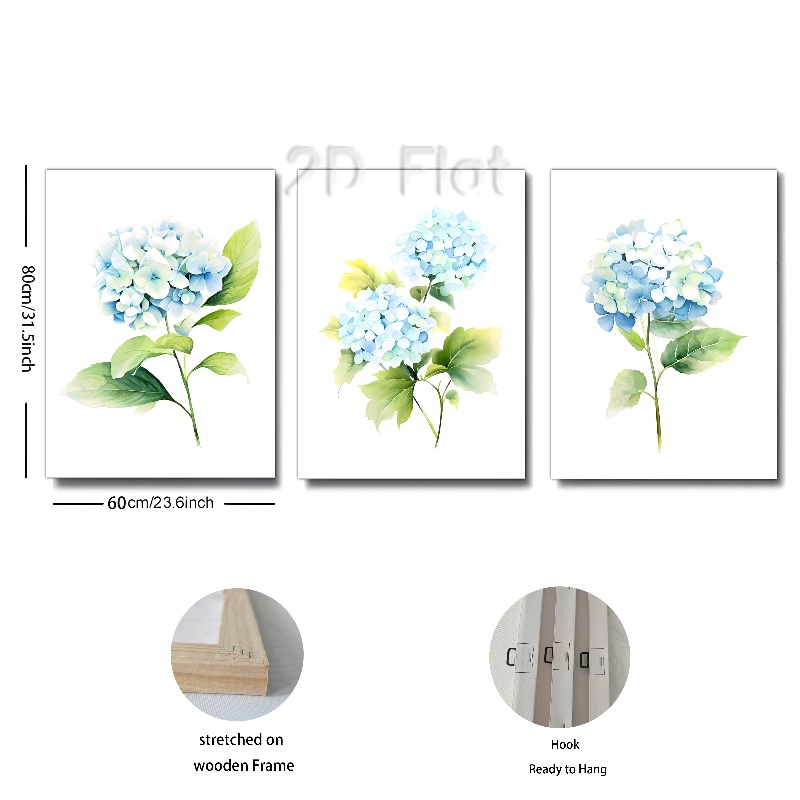 2D Flat
80cm/31.5inch
60cm/23.6inch
stretched on
wooden Frame
Hook
Ready to Hang